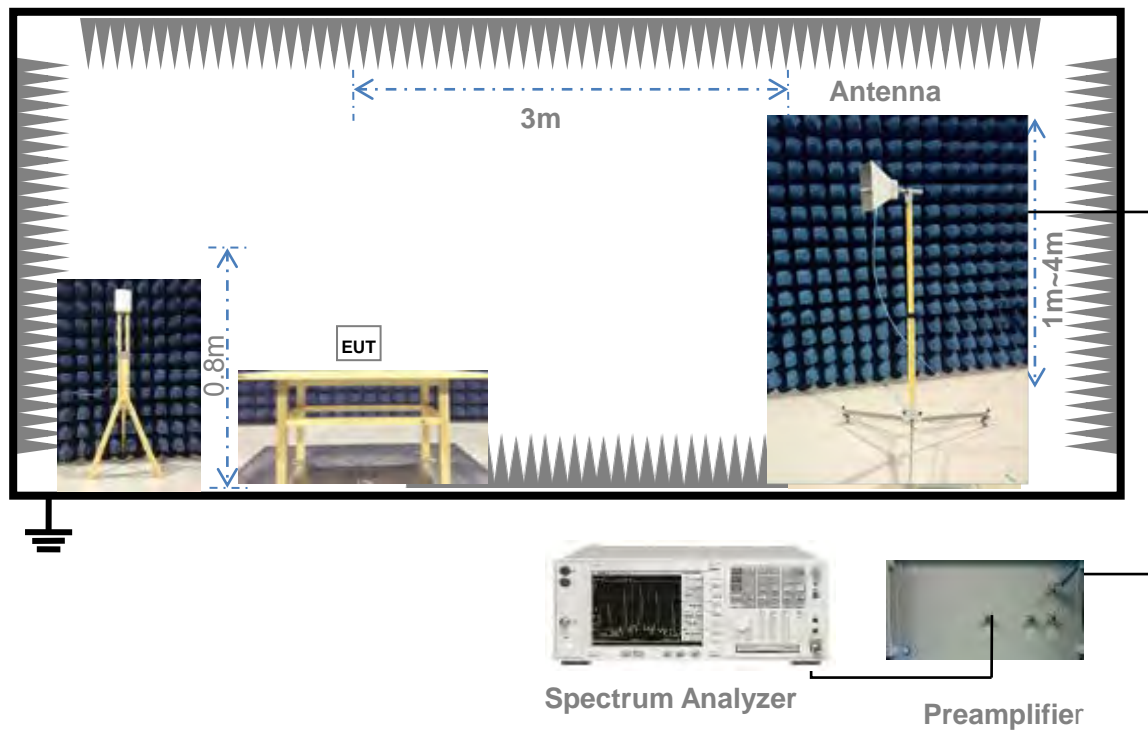 Antenna
3m
1m~4m
0.8m
EUT
Spectrum Analyzer
Preamplifier